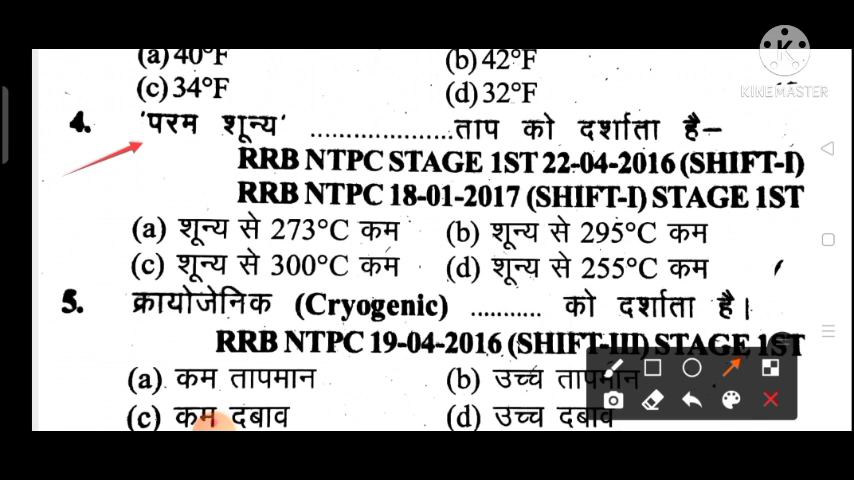 (a) 40°F (b) 42°F
(c) 34°F (d) 32°F
4. 'परम शून्य' .....................ताप को दर्शाता है–
RRB NTPC STAGE 1ST 22-04-2016 (SHIFT-I)
RRB NTPC 18-01-2017 (SHIFT-I) STAGE 1ST
(a) शून्य से 273°C कम (b) शून्य से 295°C कम
(c) शून्य से 300°C कम (d) शून्य से 255°C कम
5. क्रायोजेनिक (Cryogenic) ........... को दर्शाता है।
RRB NTPC 19-04-2016 (SHIFT-III) STAGE 1ST
(a) कम तापमान (b) उच्च तापमान
(c) कम दबाव (d) उच्च दबाव
K
KINEMASTER